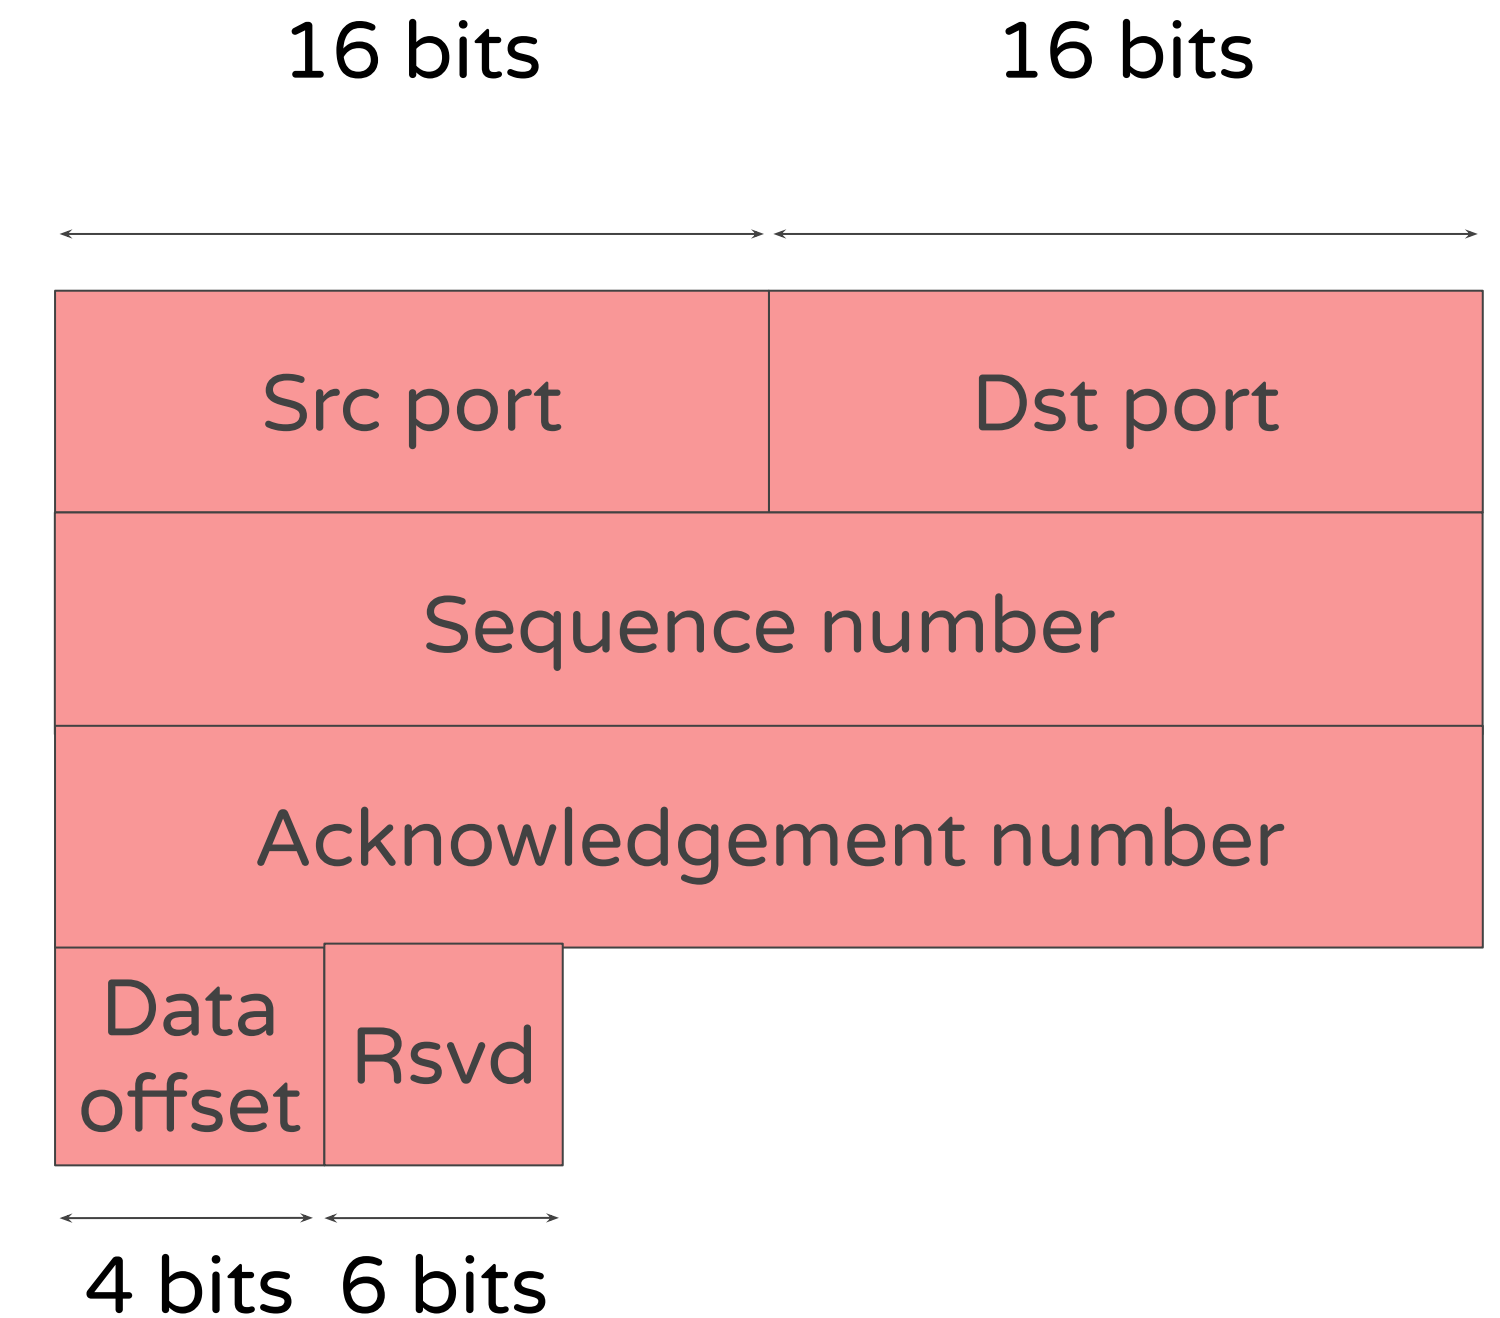 16 bits
16 bits
Src port
Dst port
Sequence number
Acknowledgement number
Data
offset
Rsvd
4 bits
6 bits